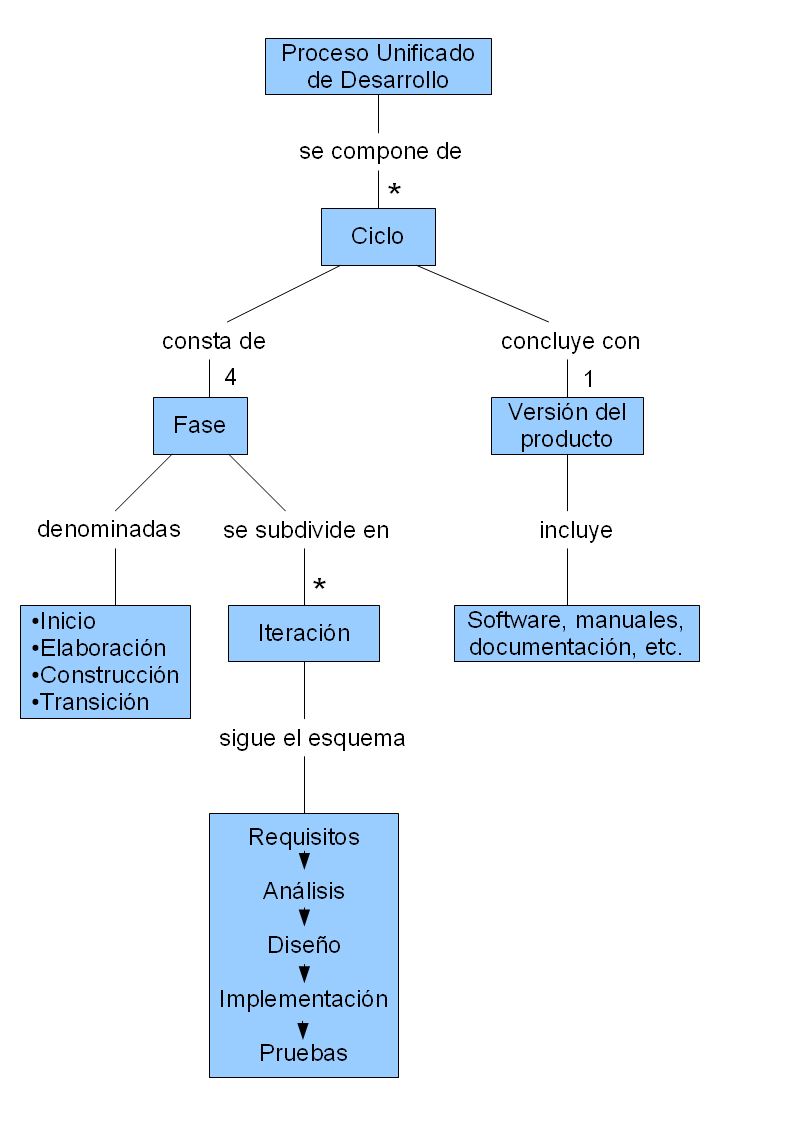 Proceso Unificado
de Desarrollo
se compone de
*
Ciclo
consta de
4
concluye con
1
Fase
Versión del
producto
denominadas
se subdivide en
*
incluye
•Inicio
•Elaboración
•Construcción
•Transición
Iteración
Software, manuales,
documentación, etc.
sigue el esquema
Requisitos
Análisis
Diseño
Implementación
Pruebas